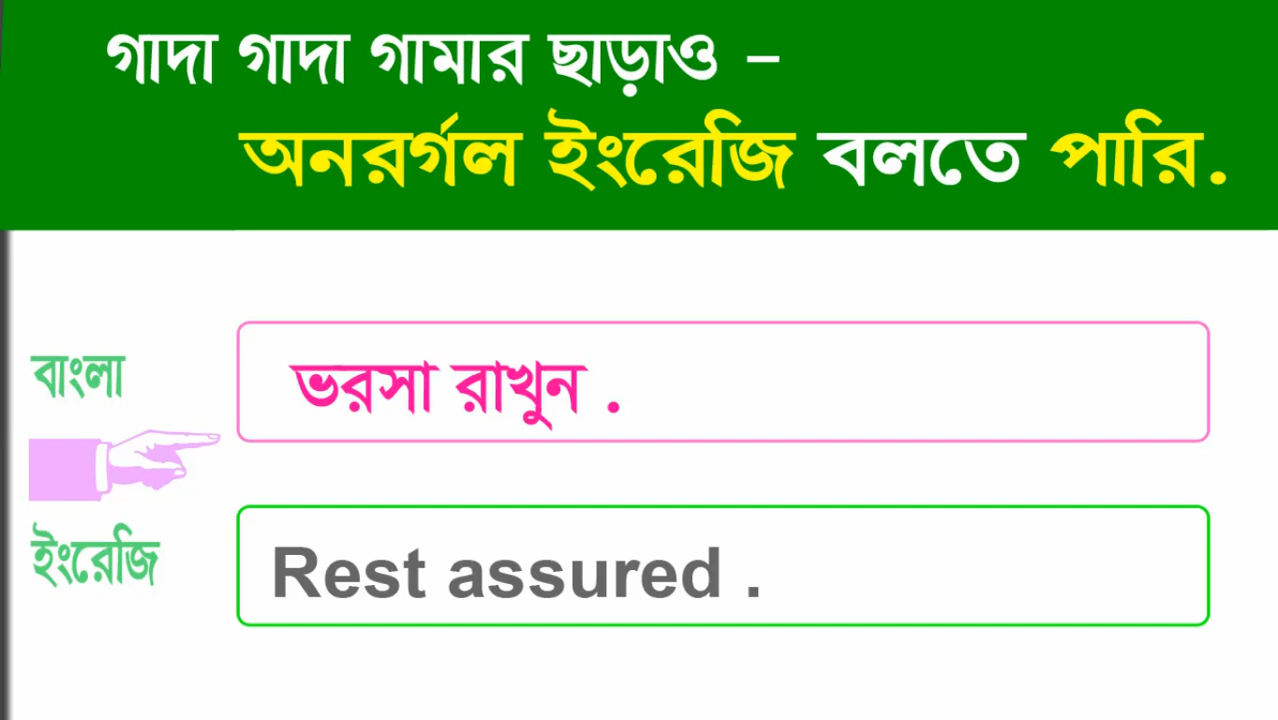 গাদা গাদা গামার ছাড়াও –
অনরর্গল ইংরেজি বলতে পারি.
বাংলা
ভরসা রাখুন .
ইংরেজি
Rest assured .